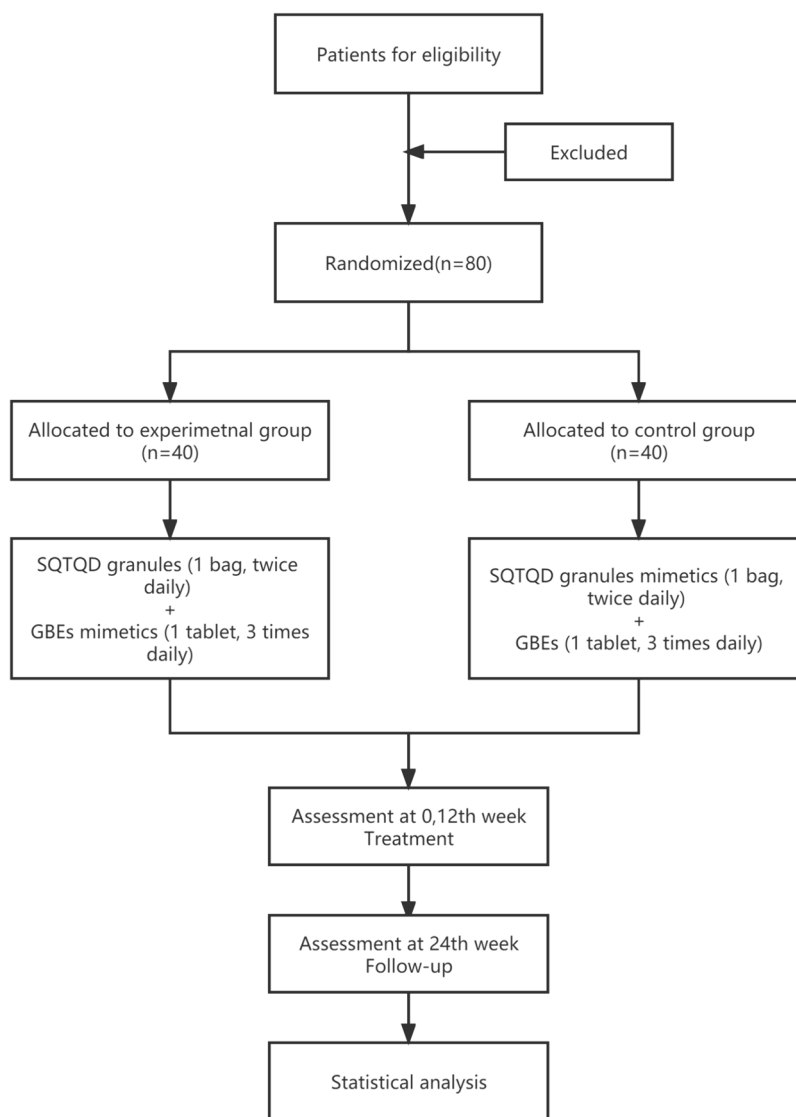 Patients for eligibility
Excluded
Randomized(n=80)
Allocated to experimetnal group
(n=40)
Allocated to control group
(n=40)
SQTQD granules (1 bag, twice
daily)
+
GBEs mimetics (1 tablet, 3 times
daily)
SQTQD granules mimetics (1 bag,
twice daily)
+
GBEs (1 tablet, 3 times daily)
Assessment at 0,12th week
Treatment
Assessment at 24th week
Follow-up
Statistical analysis